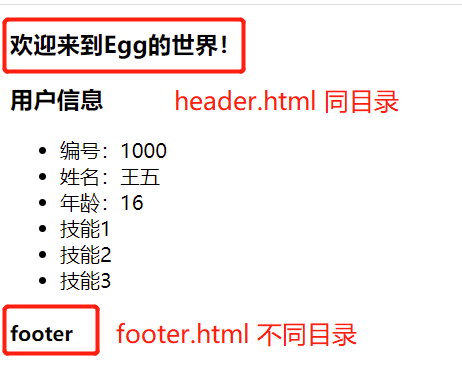 欢迎来到Egg的世界！
用户信息
header.html 同目录
编号：1000
姓名：王五
年龄：16
技能1
技能2
技能3
footer
footer.html 不同目录